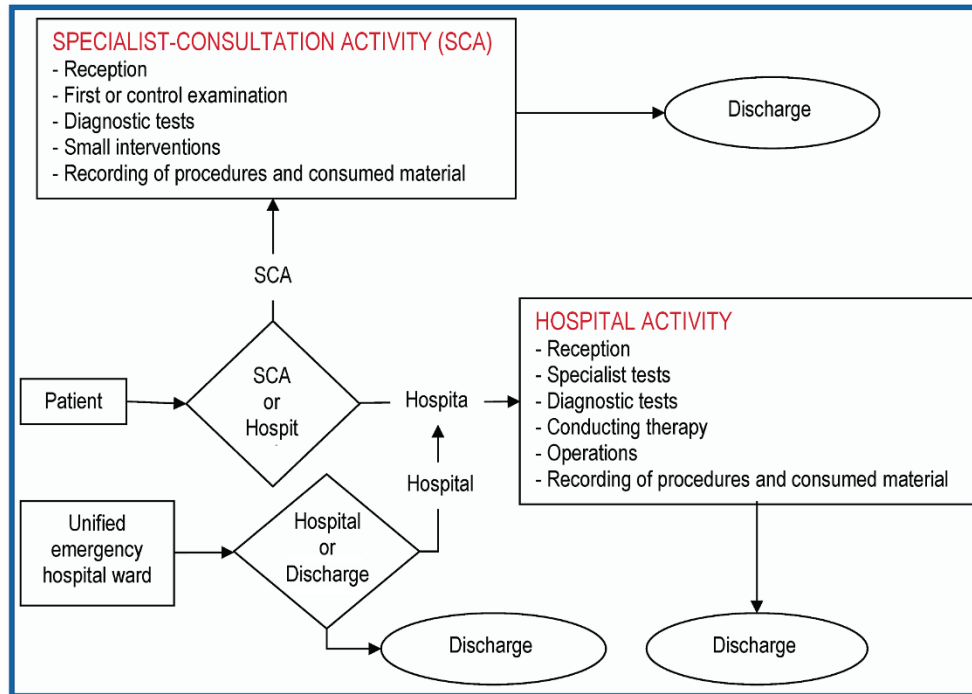 SPECIALIST-CONSULTATION ACTIVITY (SCA)
- Reception
- First or control examination
- Diagnostic tests
- Small interventions
- Recording of procedures and consumed material
Discharge
SCA
HOSPITAL ACTIVITY
- Reception
- Specialist tests
- Diagnostic tests
- Conducting therapy
- Operations
- Recording of procedures and consumed material
Patient
SCA
or
Hospit
Hospita
Hospital
Unified
emergency
hospital ward
Hospital
or
Discharge
Discharge
Discharge